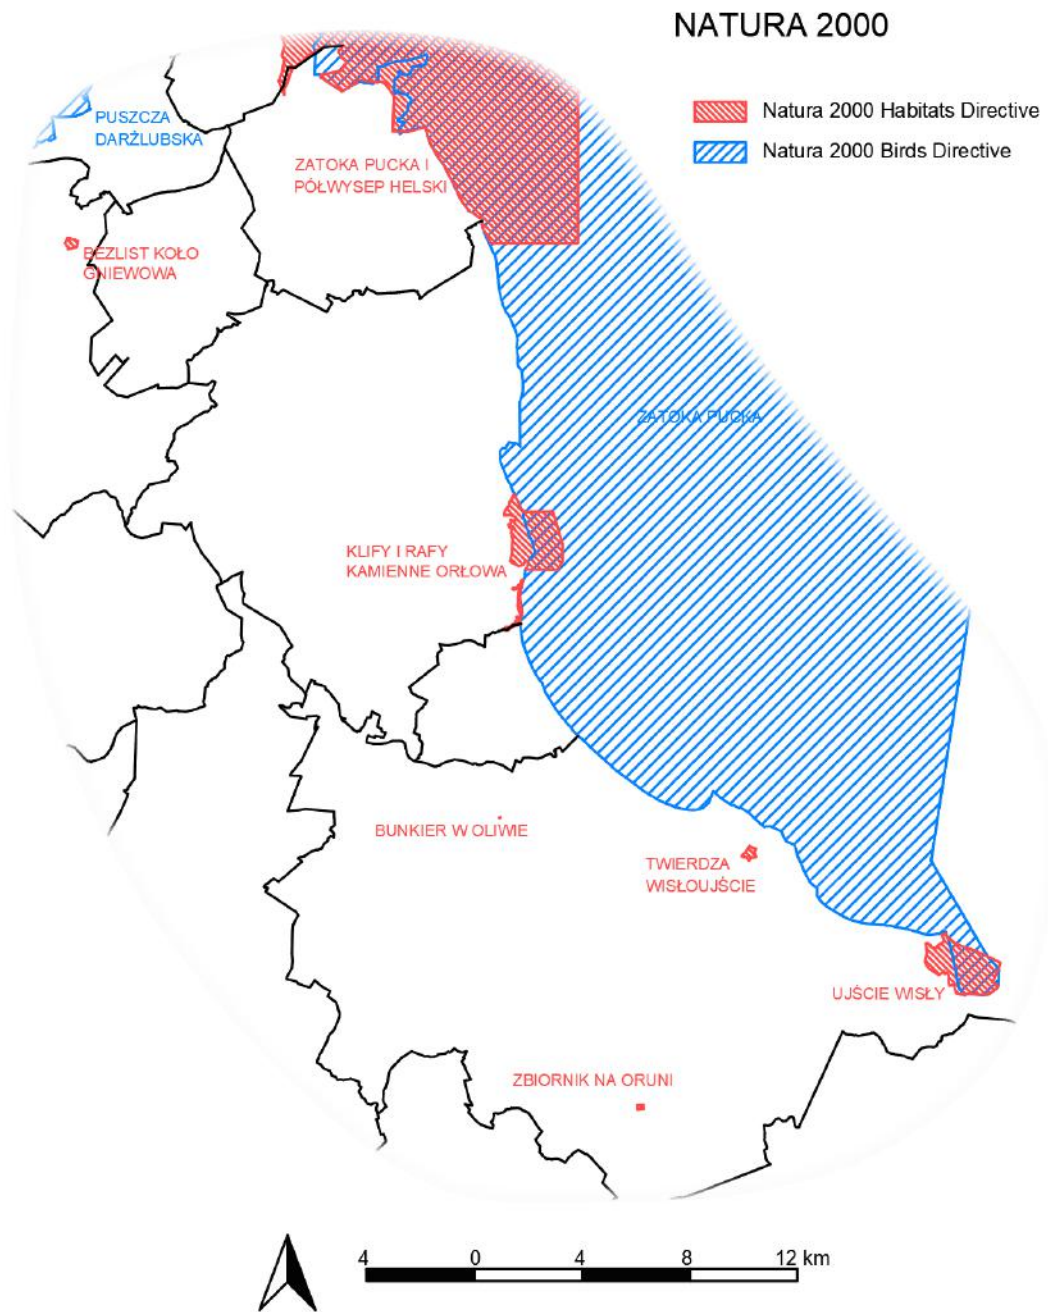 NATURA 2000
Natura 2000 Habitats Directive
Natura 2000 Birds Directive
PUSZCZA
DARŻLUBSKA
ZATOKA PUCKA I
PÓŁWYSEP HELSKI
BEZLIST KOŁO
GNIEWOWA
ZATOKA PUCKA
KLIFY I RAFY
KAMIENNE ORŁOWA
BUNKIER W OLIWIE
TWIERDZA
WISŁOUJŚCIE
UJŚCIE WISŁY
ZBIORNIK NA ORUNI
4 0 4 8 12 km